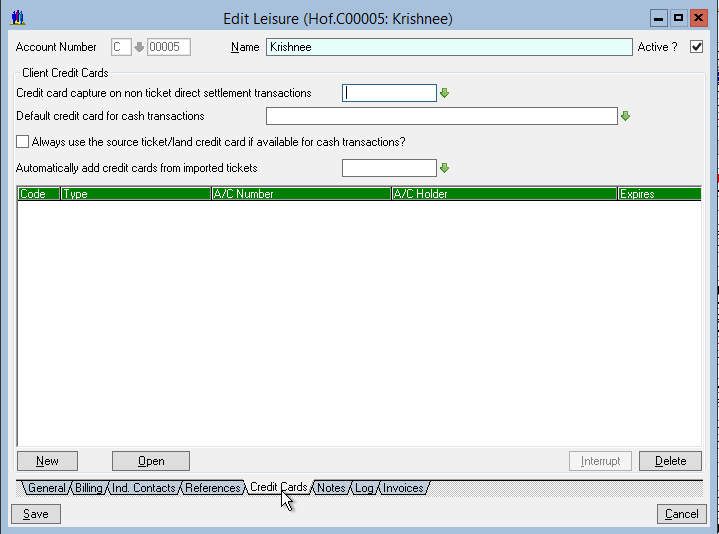 Edit Leisure (Hof.C00005: Krishnee)
Account Number C 00005 Name Krishnee Active ?
Client Credit Cards
Credit card capture on non ticket direct settlement transactions
Default credit card for cash transactions
Always use the source ticket/land credit card if available for cash transactions?
Automatically add credit cards from imported tickets
Code Type A/C Number A/C Holder Expires
New Open Interrupt Delete
General Billing Ind. Contacts References Credit Cards Notes Log Invoices
Save Cancel